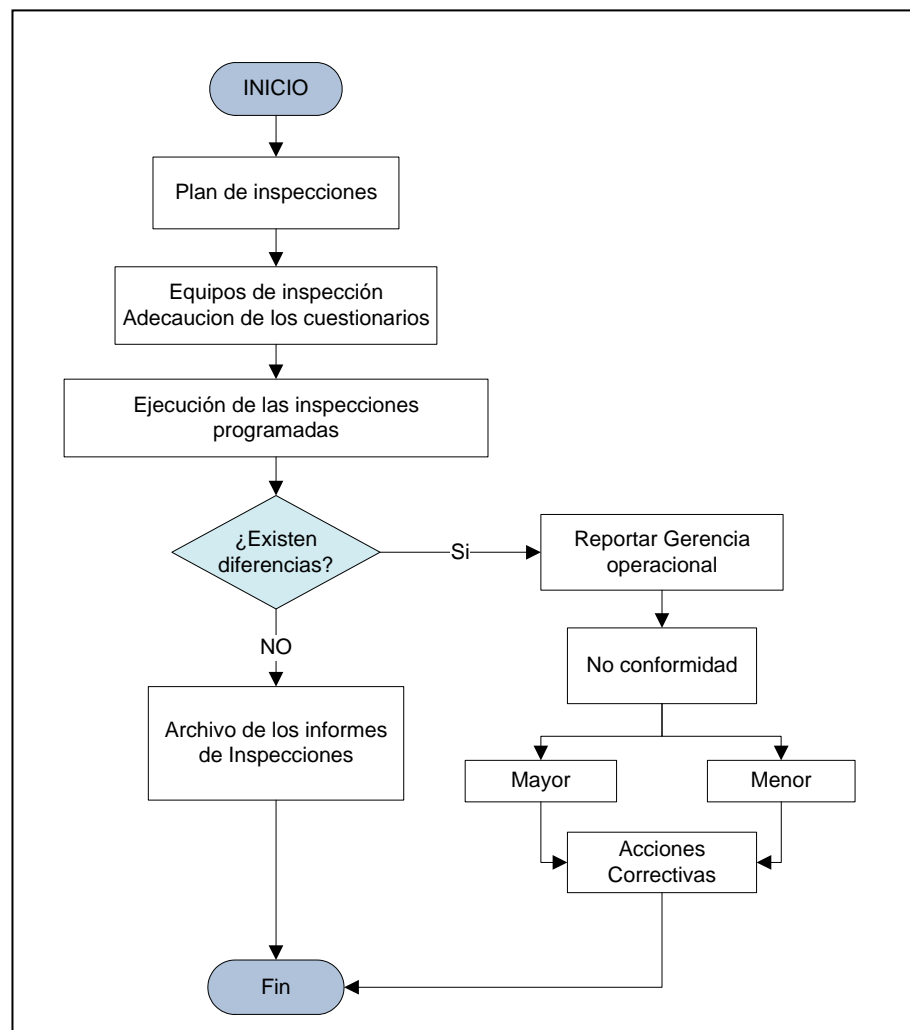 INICIO
Plan de inspecciones
Equipos de inspección
Adecaucion de los cuestionarios
Ejecución de las inspecciones
programadas
¿Existen
diferencias?
Si
Reportar Gerencia
operacional
No conformidad
NO
Archivo de los informes
de Inspecciones
Mayor
Menor
Acciones
Correctivas
Fin